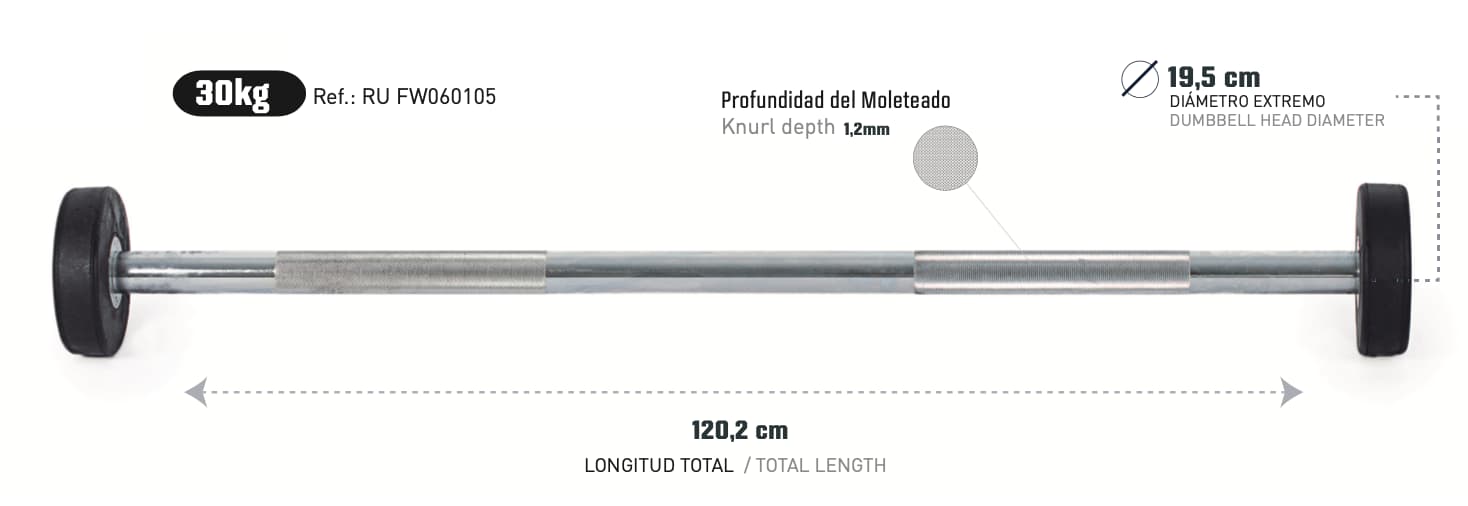 30kg Ref.: RU FW060105
Profundidad del Moleteado
Knurl depth 1,2mm
19,5 cm
DIÁMETRO EXTREMO
DUMBBELL HEAD DIAMETER
120,2 cm
LONGITUD TOTAL / TOTAL LENGTH